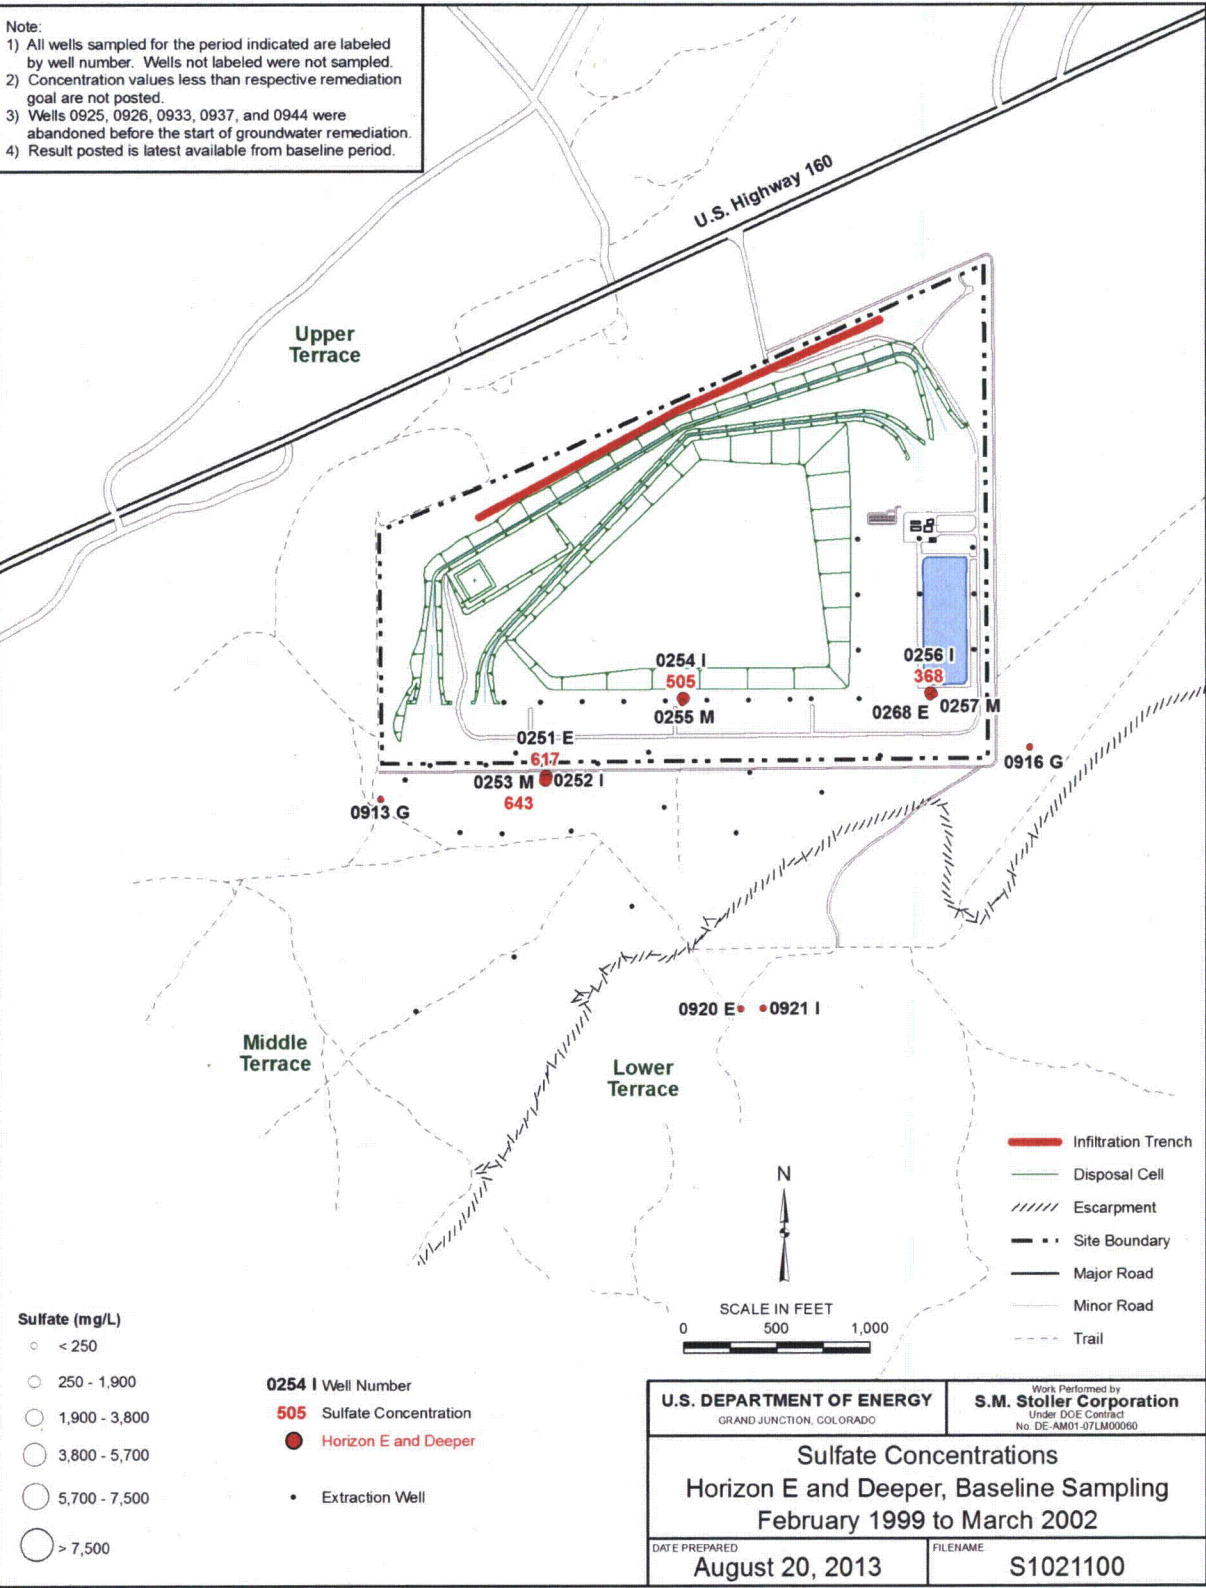 Note:
1) All wells sampled for the period indicated are labeled
by well number. Wells not labeled were not sampled.
2) Concentration values less than respective remediation
goal are not posted.
3) Wells 0925, 0926, 0933, 0937, and 0944 were
abandoned before the start of groundwater remediation.
4) Result posted is latest available from baseline period.
U.S. Highway 160
Upper
Terrace
0254 I
505
0255 M
0256 I
368
0268 E
0257 M
0251 E
617
0253 M
0252 I
643
0913 G
0916 G
0920 E
0921 I
Middle
Terrace
Lower
Terrace
Infiltration Trench
Disposal Cell
Escarpment
Site Boundary
Major Road
Minor Road
Trail
N
SCALE IN FEET
0 500 1,000
Sulfate (mg/L)
< 250
250 - 1,900
1,900 - 3,800
3,800 - 5,700
5,700 - 7,500
> 7,500
0254 I Well Number
505 Sulfate Concentration
Horizon E and Deeper
Extraction Well
U.S. DEPARTMENT OF ENERGY
GRAND JUNCTION, COLORADO
Work Performed by
S.M. Stoller Corporation
Under DOE Contract
No. DE-AM01-07LM00060
Sulfate Concentrations
Horizon E and Deeper, Baseline Sampling
February 1999 to March 2002
DATE PREPARED
August 20, 2013
FILENAME
S1021100